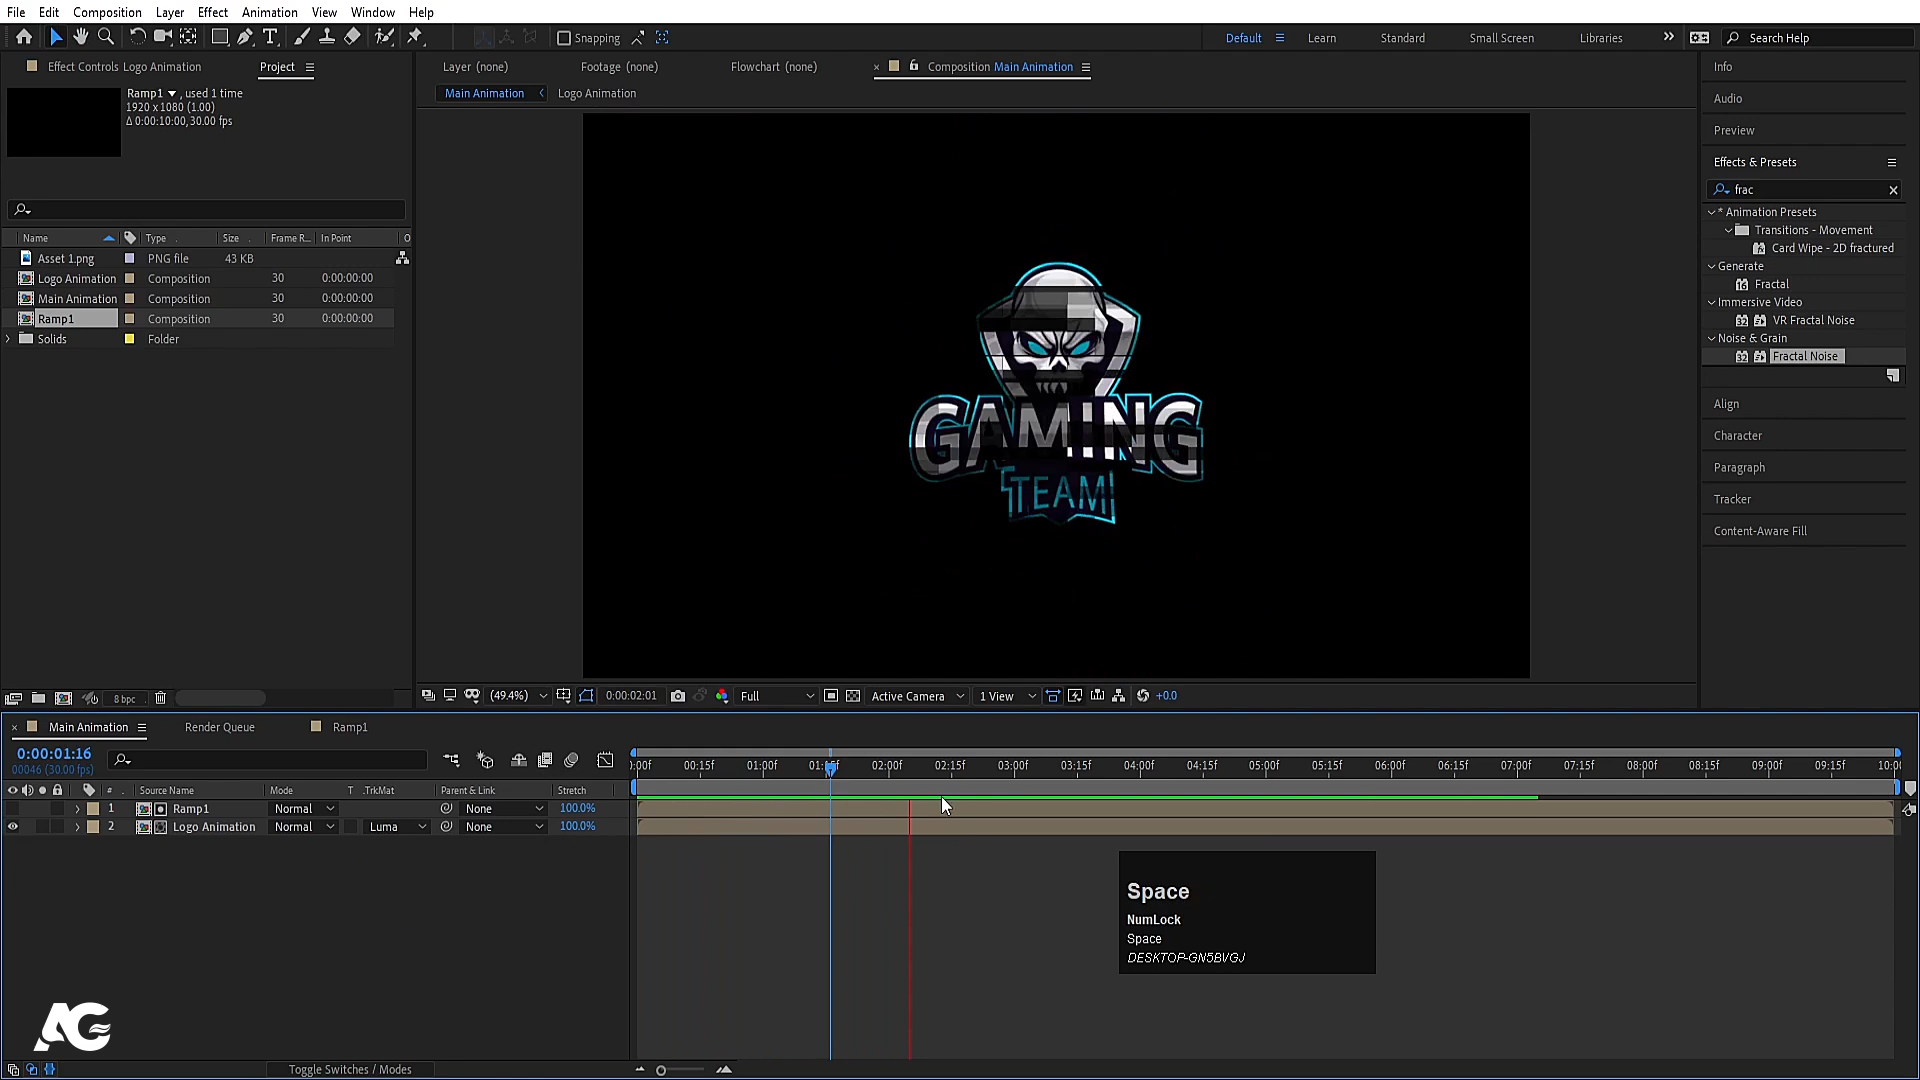 File Edit Composition Layer Effect Animation View Window Help
Snapping
Default Learn Standard Small Screen Libraries Search Help
Effect Controls Logo Animation Project
Ramp1 , used 1 time
1920 x 1080 (1.00)
Δ 0:00:10:00, 30.00 fps
Name Type Size Frame R... In Point
Asset 1.png PNG file 43 KB
Logo Animation Composition 30 0:00:00:00
Main Animation Composition 30 0:00:00:00
Ramp1 Composition 30 0:00:00:00
Solids Folder
8 bpc
Layer (none) Footage (none) Flowchart (none) Composition Main Animation
Main Animation Logo Animation
GAMING
TEAM
(49.4%) 0:00:02:01 Full Active Camera 1 View +0.0
Info
Audio
Preview
Effects & Presets
frac
* Animation Presets
Transitions - Movement
Card Wipe - 2D fractured
Generate
Fractal
Immersive Video
VR Fractal Noise
Noise & Grain
Fractal Noise
Align
Character
Paragraph
Tracker
Content-Aware Fill
Main Animation Render Queue Ramp1
0:00:01:16
00046 (30.00 fps)
# Source Name Mode T .TrkMat Parent & Link Stretch
1 Ramp1 Normal None 100.0%
2 Logo Animation Normal Luma None 100.0%
:00f 00:15f 01:00f 02:00f 02:15f 03:00f 03:15f 04:00f 04:15f 05:00f 05:15f 06:00f 06:15f 07:00f 07:15f 08:00f 08:15f 09:00f 09:15f 10:0
Space
NumLock
Space
DESKTOP-GN5BVGJ
AG
Toggle Switches / Modes